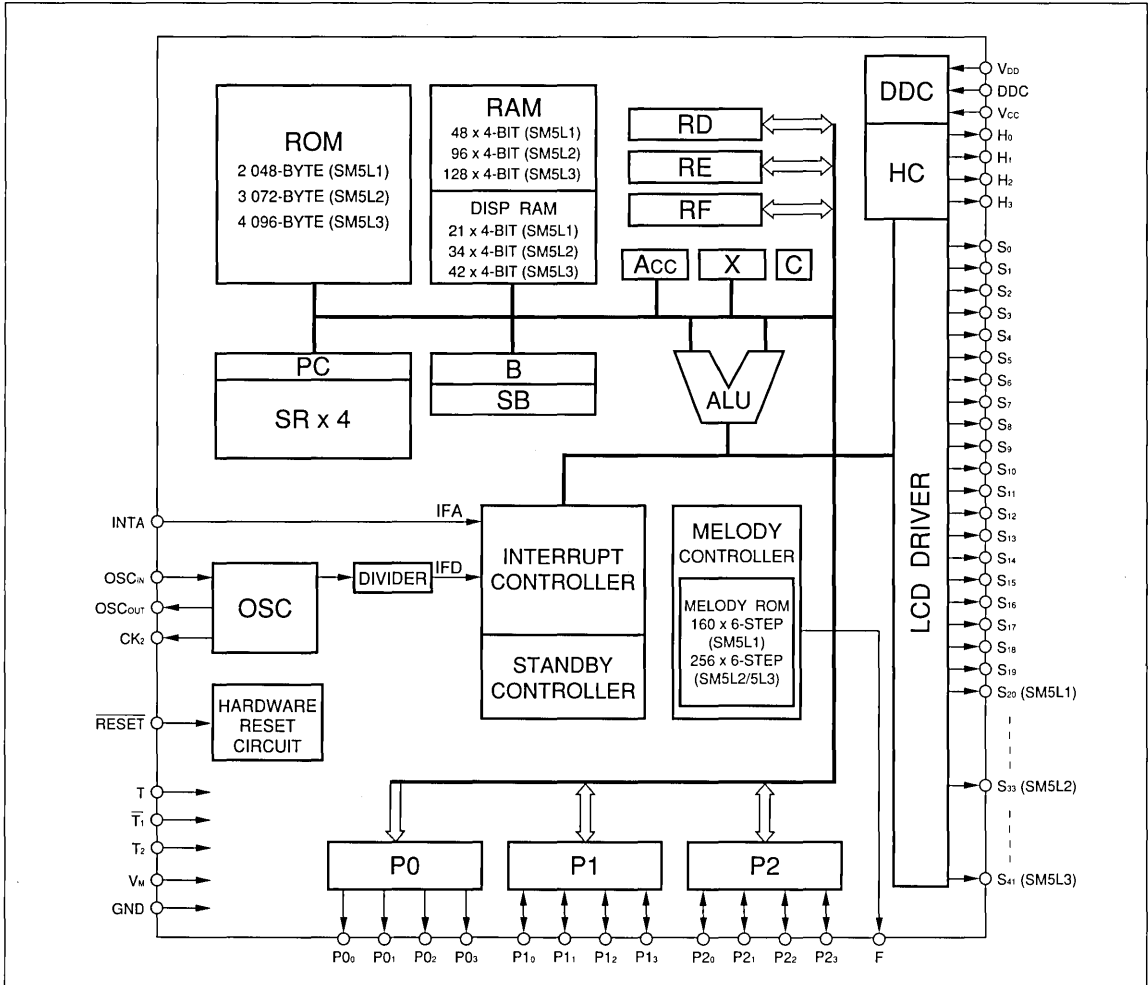 ROM
2 048-BYTE (SM5L1)
3 072-BYTE (SM5L2)
4 096-BYTE (SM5L3)
RAM
48 x 4-BIT (SM5L1)
96 x 4-BIT (SM5L2)
128 x 4-BIT (SM5L3)
DISP RAM
21 x 4-BIT (SM5L1)
34 x 4-BIT (SM5L2)
42 x 4-BIT (SM5L3)
RD
RE
RF
ACC
X
C
DDC
HC
VDD
DDC
VCC
H0
H1
H2
H3
PC
SR x 4
B
SB
ALU
LCD DRIVER
S0
S1
S2
S3
S4
S5
S6
S7
S8
S9
S10
S11
S12
S13
S14
S15
S16
S17
S18
S19
S20 (SM5L1)
S33 (SM5L2)
S41 (SM5L3)
INTA
IFA
OSCIN
OSCOUT
CK2
OSC
DIVIDER
IFD
INTERRUPT
CONTROLLER
STANDBY
CONTROLLER
MELODY
CONTROLLER
MELODY ROM
160 x 6-STEP
(SM5L1)
256 x 6-STEP
(SM5L2/5L3)
RESET
HARDWARE
RESET
CIRCUIT
T
T1
T2
VM
GND
P0
P1
P2
P00
P01
P02
P03
P10
P11
P12
P13
P20
P21
P22
P23
F